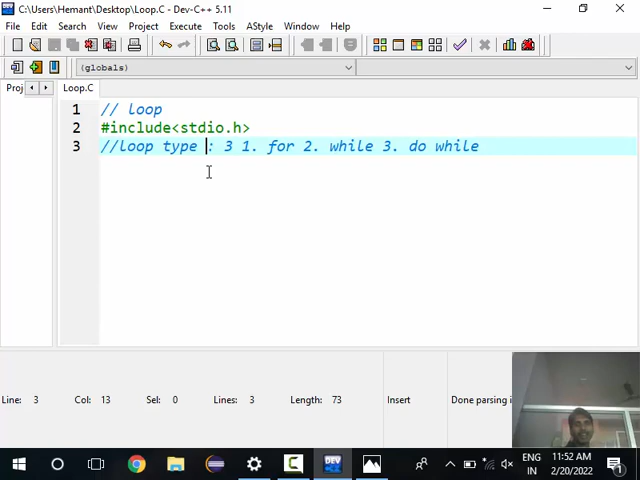 C:\Users\Hemant\Desktop\Loop.C - Dev-C++ 5.11
File Edit Search View Project Execute Tools AStyle Window Help
(globals)
Proj Loop.C
1 // loop
2 #include<stdio.h>
3 //loop type : 3 1. for 2. while 3. do while
Line: 3 Col: 13 Sel: 0 Lines: 3 Length: 73 Insert Done parsing i
DEV ENG 11:52 AM
IN 2/20/2022 1